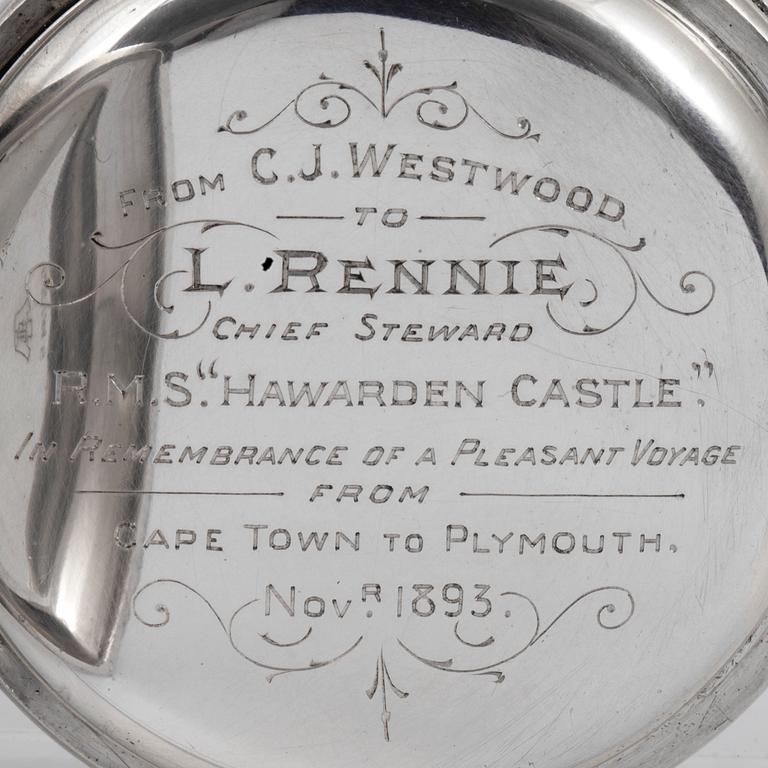 FROM C.J. WESTWOOD
TO
L. RENNIE
CHIEF STEWARD
R.M.S. "HAWARDEN CASTLE".
IN REMEMBRANCE OF A PLEASANT VOYAGE
FROM
CAPE TOWN TO PLYMOUTH,
NOVR. 1893.